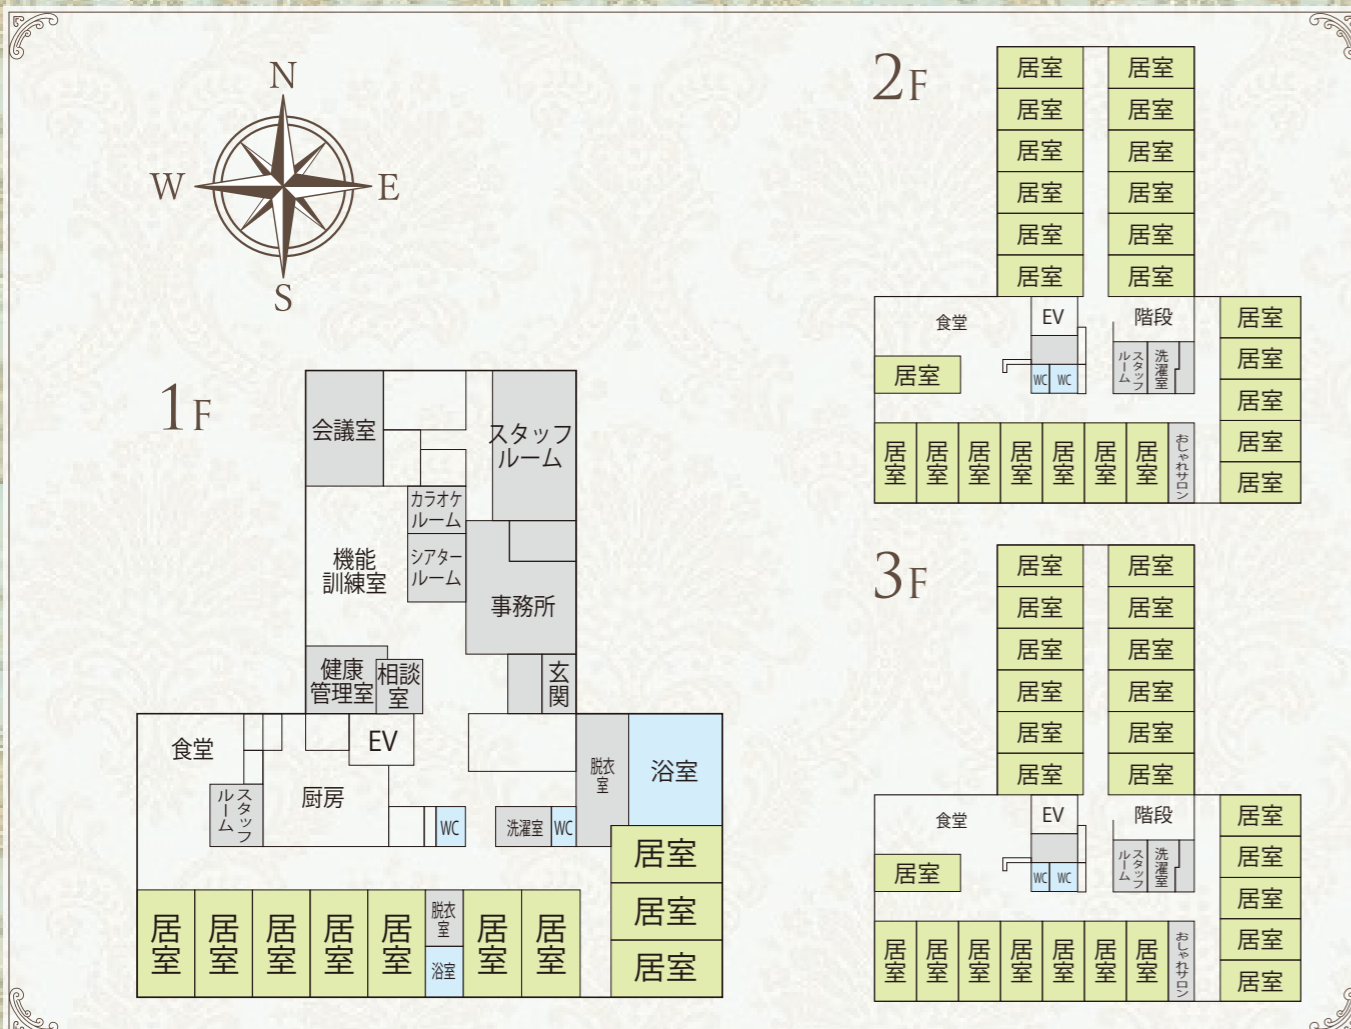 N
W
E
S
1F
会議室
スタッフ
ルーム
カラオケ
ルーム
機能
訓練室
シアター
ルーム
事務所
健康
管理室
相談
室
玄関
食堂
EV
脱衣
室
浴室
スタッフ
ルーム
厨房
WC
洗濯室
WC
居室
居室
居室
居室
居室
居室
居室
居室
脱衣
室
浴室
居室
居室
2F
居室
居室
居室
居室
居室
居室
居室
居室
居室
居室
居室
居室
食堂
EV
階段
居室
居室
WC
WC
スタッフ
ルーム
洗濯室
居室
居室
居室
居室
居室
居室
居室
居室
居室
居室
居室
おしゃれサロン
3F
居室
居室
居室
居室
居室
居室
居室
居室
居室
居室
居室
居室
食堂
EV
階段
居室
居室
WC
WC
スタッフ
ルーム
洗濯室
居室
居室
居室
居室
居室
居室
居室
居室
居室
居室
居室
おしゃれサロン